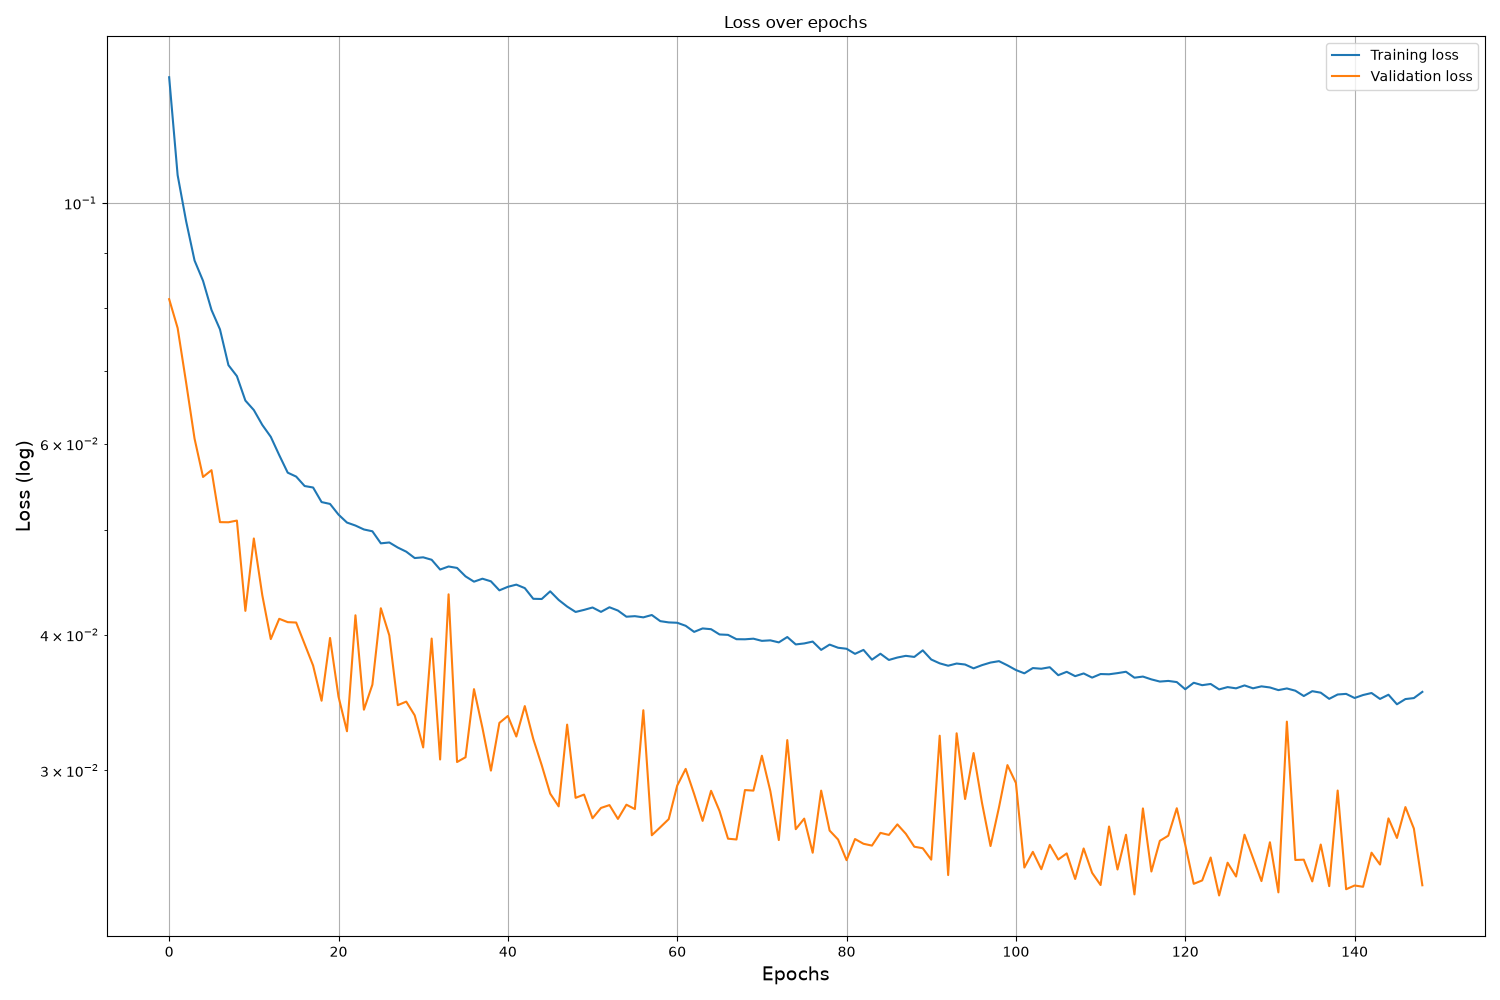 Loss over epochs
Training loss
Validation loss
10⁻¹
6 × 10⁻²
4 × 10⁻²
3 × 10⁻²
Loss (log)
0 20 40 60 80 100 120 140
Epochs